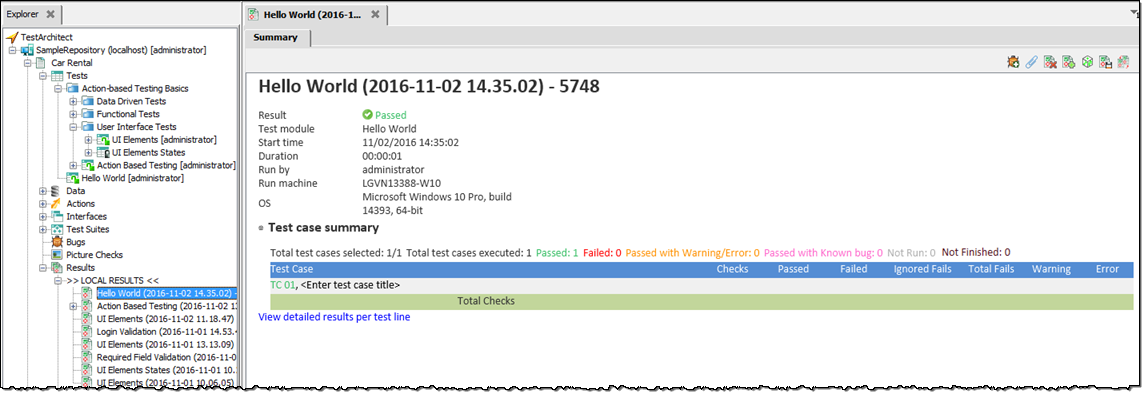 Explorer
TestArchitect
SampleRepository (localhost) [administrator]
Car Rental
Tests
Action-based Testing Basics
Data Driven Tests
Functional Tests
User Interface Tests
UI Elements [administrator]
UI Elements States
Action Based Testing [administrator]
Hello World [administrator]
Data
Actions
Interfaces
Test Suites
Bugs
Picture Checks
Results
>> LOCAL RESULTS <<
Hello World (2016-11-02 14.35.02) -
Action Based Testing (2016-11-02 1
UI Elements (2016-11-02 11.18.47)
Login Validation (2016-11-01 14.53.
UI Elements (2016-11-01 13.13.09)
Required Field Validation (2016-11-0
UI Elements States (2016-11-01 10.
UI Elements (2016-11-01 10.06.05)
Hello World (2016-1...
Summary
Hello World (2016-11-02 14.35.02) - 5748
Result Passed
Test module Hello World
Start time 11/02/2016 14:35:02
Duration 00:00:01
Run by administrator
Run machine LGVN13388-W10
OS Microsoft Windows 10 Pro, build
14393, 64-bit
Test case summary
Total test cases selected: 1/1 Total test cases executed: 1 Passed: 1 Failed: 0 Passed with Warning/Error: 0 Passed with Known bug: 0 Not Run: 0 Not Finished: 0
Test Case Checks Passed Failed Ignored Fails Total Fails Warning Error
TC 01, <Enter test case title>
Total Checks
View detailed results per test line